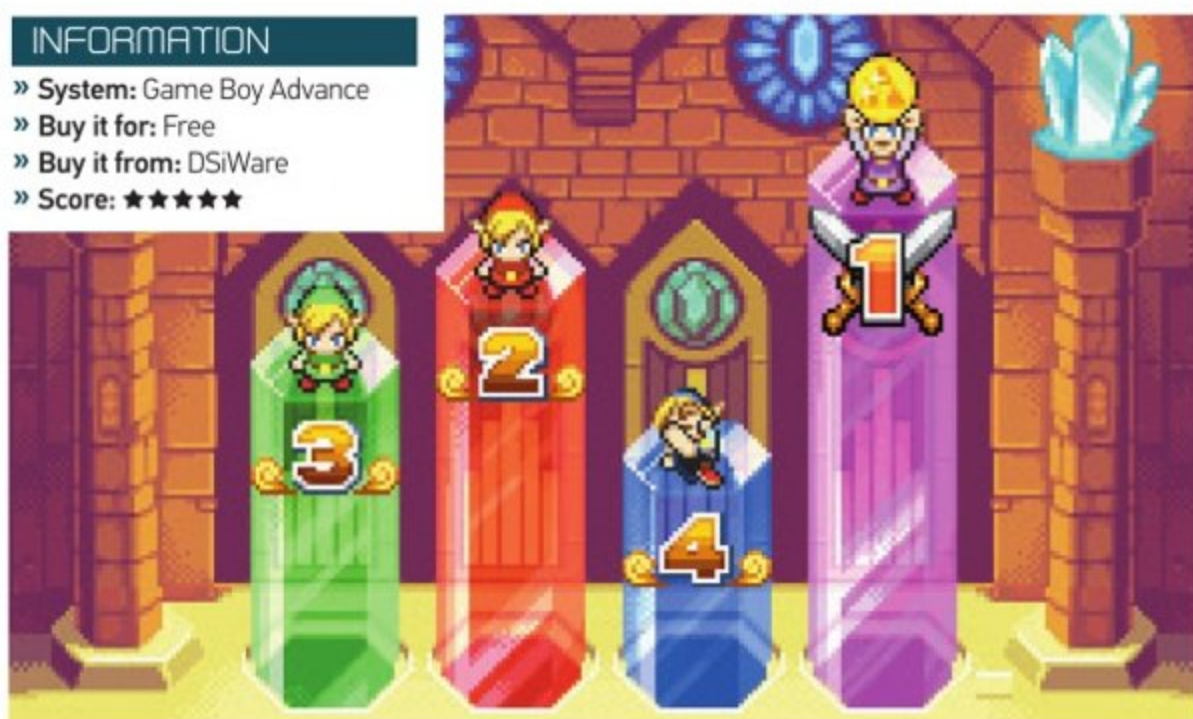 INFORMATION
» System: Game Boy Advance
» Buy it for: Free
» Buy it from: DSiWare
» Score: ★★★★★
1
2
3
4